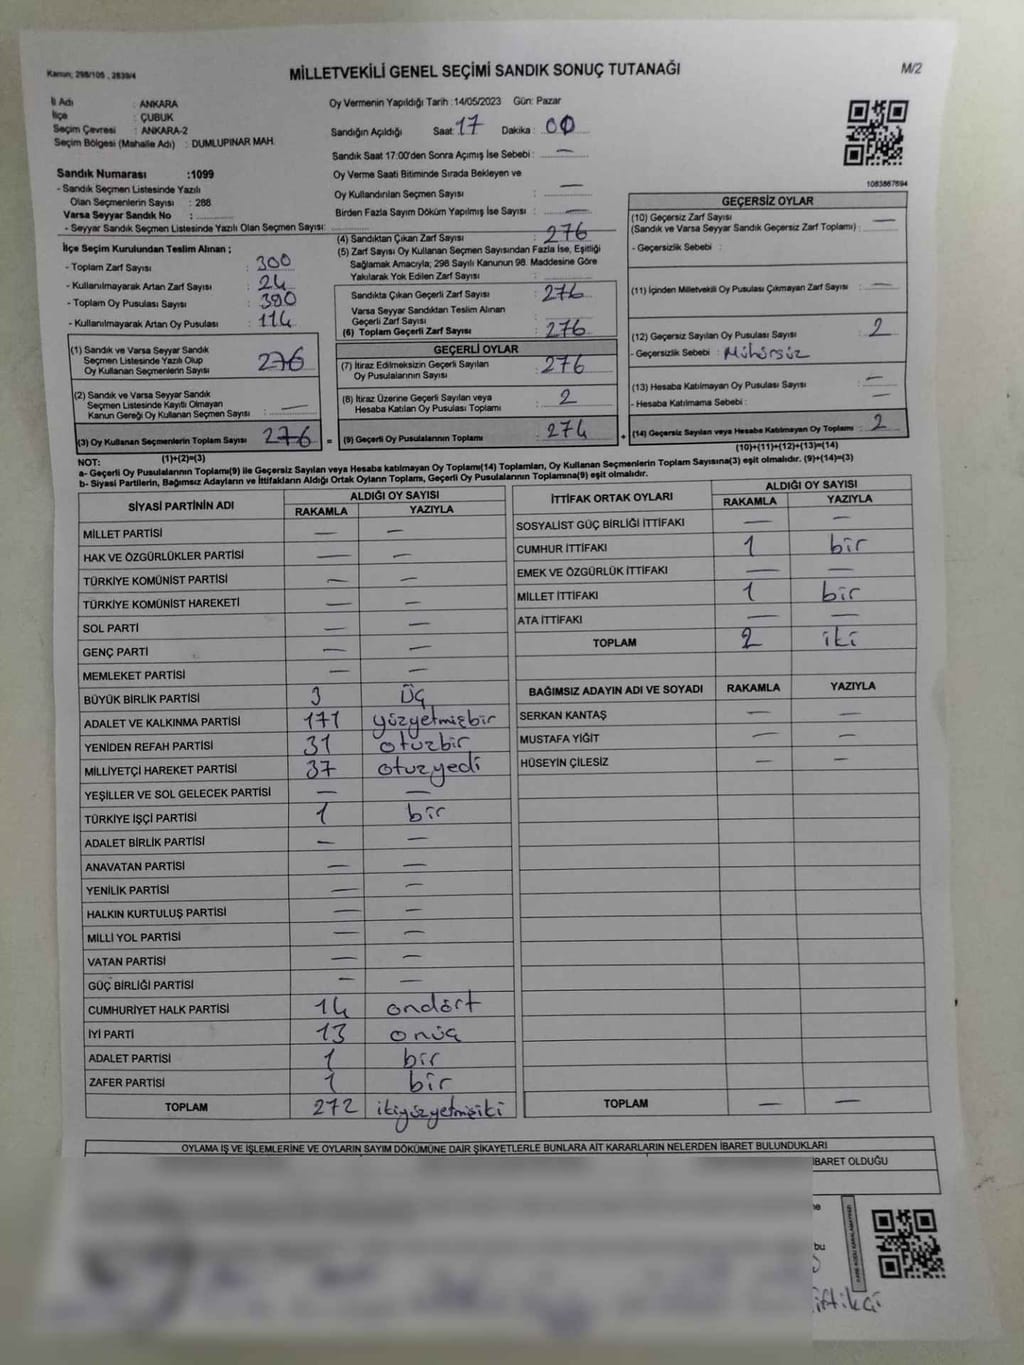 Kanun; 298/105 , 2839/4
MİLLETVEKİLİ GENEL SEÇİMİ SANDIK SONUÇ TUTANAĞI
M/2
İl Adı : ANKARA
İlçe : ÇUBUK
Seçim Çevresi : ANKARA-2
Seçim Bölgesi (Mahalle Adı) : DUMLUPINAR MAH.
Oy Vermenin Yapıldığı Tarih : 14/05/2023 Gün: Pazar
Sandığın Açıldığı Saat: 17 Dakika : 00
Sandık Saat 17:00'den Sonra Açımış İse Sebebi : —
Oy Verme Saati Bitiminde Sırada Bekleyen ve
Oy Kullandırılan Seçmen Sayısı : —
Birden Fazla Sayım Döküm Yapılmış İse Sayısı : —
1083867694
Sandık Numarası :1099
- Sandık Seçmen Listesinde Yazılı
Olan Seçmenlerin Sayısı : 288
Varsa Seyyar Sandık No :
- Seyyar Sandık Seçmen Listesinde Yazılı Olan Seçmen Sayısı:
İlçe Seçim Kurulundan Teslim Alınan ;
- Toplam Zarf Sayısı : 300
- Kullanılmayarak Artan Zarf Sayısı : 24
- Toplam Oy Pusulası Sayısı : 390
- Kullanılmayarak Artan Oy Pusulası : 114
(1) Sandık ve Varsa Seyyar Sandık
Seçmen Listesinde Yazılı Olup
Oy Kullanan Seçmenlerin Sayısı : 276
(2) Sandık ve Varsa Seyyar Sandık
Seçmen Listesinde Kayıtlı Olmayan
Kanun Gereği Oy Kullanan Seçmen Sayısı : —
(3) Oy Kullanan Seçmenlerin Toplam Sayısı : 276
(1)+(2)=(3)
(4) Sandıktan Çıkan Zarf Sayısı : 276
(5) Zarf Sayısı Oy Kullanan Seçmen Sayısından Fazla İse, Eşitliği
Sağlamak Amacıyla; 298 Sayılı Kanunun 98. Maddesine Göre
Yakılarak Yok Edilen Zarf Sayısı : —
Sandıkta Çıkan Geçerli Zarf Sayısı : 276
Varsa Seyyar Sandıktan Teslim Alınan
Geçerli Zarf Sayısı :
(6) Toplam Geçerli Zarf Sayısı : 276
GEÇERLİ OYLAR
(7) İtiraz Edilmeksizin Geçerli Sayılan
Oy Pusulalarının Sayısı : 276
(8) İtiraz Üzerine Geçerli Sayılan veya
Hesaba Katılan Oy Pusulası Toplamı : 2
= (9) Geçerli Oy Pusulalarının Toplamı : 274 +
GEÇERSİZ OYLAR
(10) Geçersiz Zarf Sayısı
(Sandık ve Varsa Seyyar Sandık Geçersiz Zarf Toplamı) : —
- Geçersizlik Sebebi :
(11) İçinden Milletvekili Oy Pusulası Çıkmayan Zarf Sayısı : —
(12) Geçersiz Sayılan Oy Pusulası Sayısı : 2
- Geçersizlik Sebebi : Mühürsüz
(13) Hesaba Katılmayan Oy Pusulası Sayısı : —
- Hesaba Katılmama Sebebi : —
(14) Geçersiz Sayılan veya Hesaba Katılmayan Oy Toplamı : 2
(10)+(11)+(12)+(13)=(14)
NOT:
a- Geçerli Oy Pusulalarının Toplamı(9) ile Geçersiz Sayılan veya Hesaba katılmayan Oy Toplamı(14) Toplamları, Oy Kullanan Seçmenlerin Toplam Sayısına(3) eşit olmalıdır. (9)+(14)=(3)
b- Siyasi Partilerin, Bağımsız Adayların ve İttifakların Aldığı Ortak Oyların Toplamı, Geçerli Oy Pusulalarının Toplamına(9) eşit olmalıdır.
SİYASİ PARTİNİN ADI ALDIĞI OY SAYISI
RAKAMLA YAZIYLA
MİLLET PARTİSİ — —
HAK VE ÖZGÜRLÜKLER PARTİSİ — —
TÜRKİYE KOMÜNİST PARTİSİ — —
TÜRKİYE KOMÜNİST HAREKETİ — —
SOL PARTİ — —
GENÇ PARTİ — —
MEMLEKET PARTİSİ — —
BÜYÜK BİRLİK PARTİSİ 3 Üç
ADALET VE KALKINMA PARTİSİ 171 yüzyetmişbir
YENİDEN REFAH PARTİSİ 31 otuzbir
MİLLİYETÇİ HAREKET PARTİSİ 37 otuzyedi
YEŞİLLER VE SOL GELECEK PARTİSİ — —
TÜRKİYE İŞÇİ PARTİSİ 1 bir
ADALET BİRLİK PARTİSİ — —
ANAVATAN PARTİSİ — —
YENİLİK PARTİSİ — —
HALKIN KURTULUŞ PARTİSİ — —
MİLLİ YOL PARTİSİ — —
VATAN PARTİSİ — —
GÜÇ BİRLİĞİ PARTİSİ — —
CUMHURİYET HALK PARTİSİ 14 ondört
İYİ PARTİ 13 onüç
ADALET PARTİSİ 1 bir
ZAFER PARTİSİ 1 bir
TOPLAM 272 ikiyüzyetmişiki
İTTİFAK ORTAK OYLARI ALDIĞI OY SAYISI
RAKAMLA YAZIYLA
SOSYALİST GÜÇ BİRLİĞİ İTTİFAKI — —
CUMHUR İTTİFAKI 1 bir
EMEK VE ÖZGÜRLÜK İTTİFAKI — —
MİLLET İTTİFAKI 1 bir
ATA İTTİFAKI — —
TOPLAM 2 iki
BAĞIMSIZ ADAYIN ADI VE SOYADI RAKAMLA YAZIYLA
SERKAN KANTAŞ — —
MUSTAFA YİĞİT — —
HÜSEYİN ÇİLESİZ — —
TOPLAM — —
OYLAMA İŞ VE İŞLEMLERİNE VE OYLARIN SAYIM DÖKÜMÜNE DAİR ŞİKAYETLERLE BUNLARA AİT KARARLARIN NELERDEN İBARET BULUNDUKLARI
İBARET OLDUĞU
bu